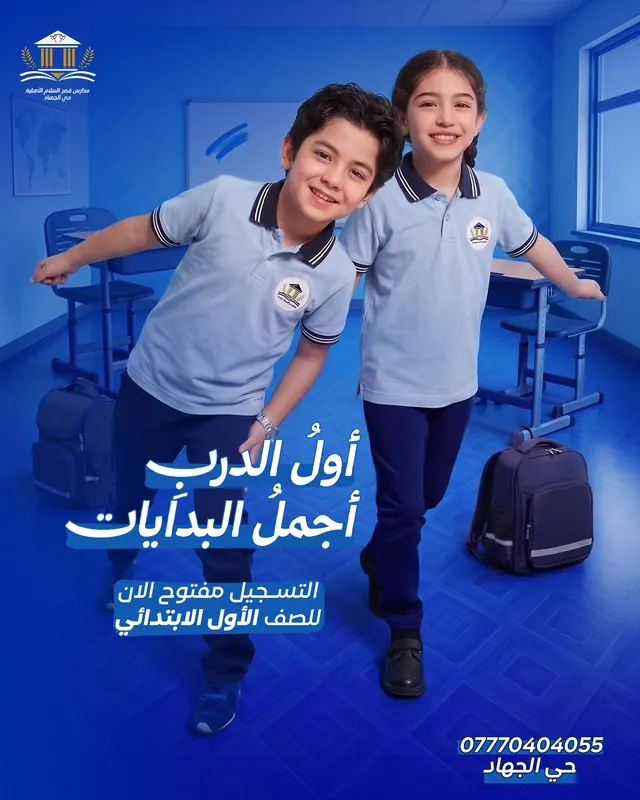 مدارس قصر السلام الأهلية
حي الجهاد
أولُ الدربِ
أجملُ البدايات
التسجيل مفتوح الان
للصف الأول الابتدائي
07770404055
حي الجهاد